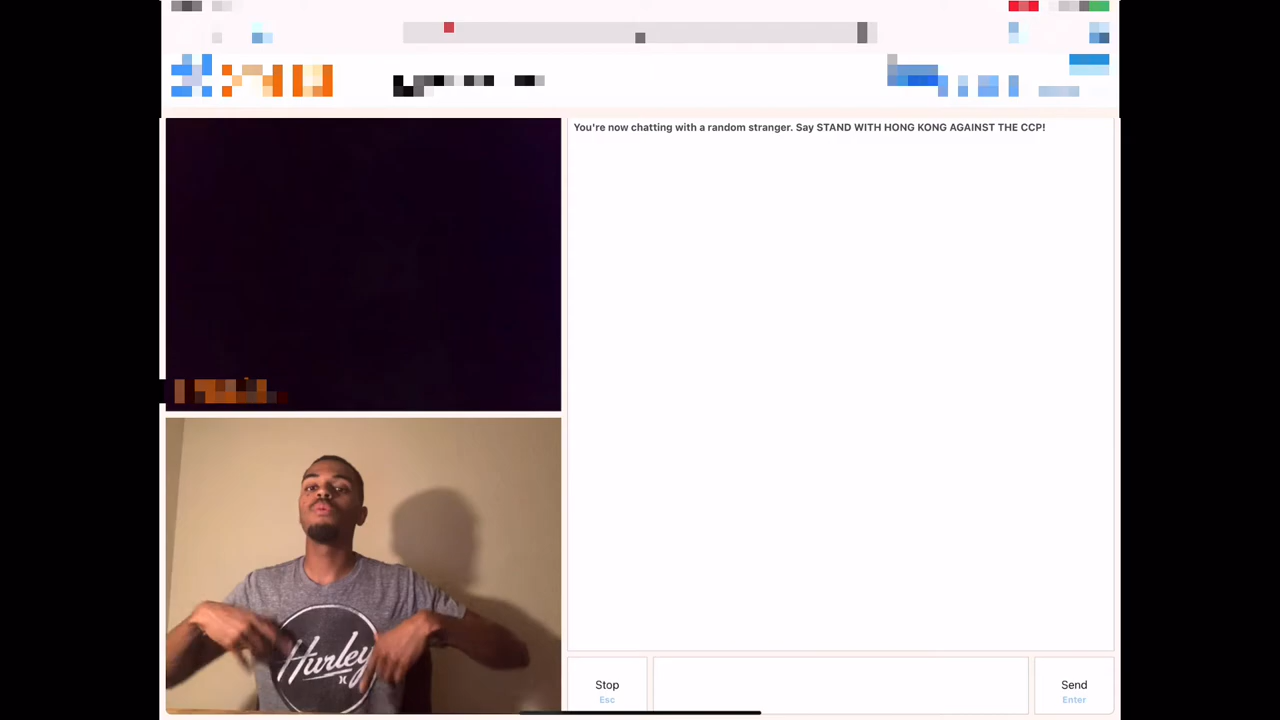 You're now chatting with a random stranger. Say STAND WITH HONG KONG AGAINST THE CCP!
Hurley
Stop
Esc
Send
Enter